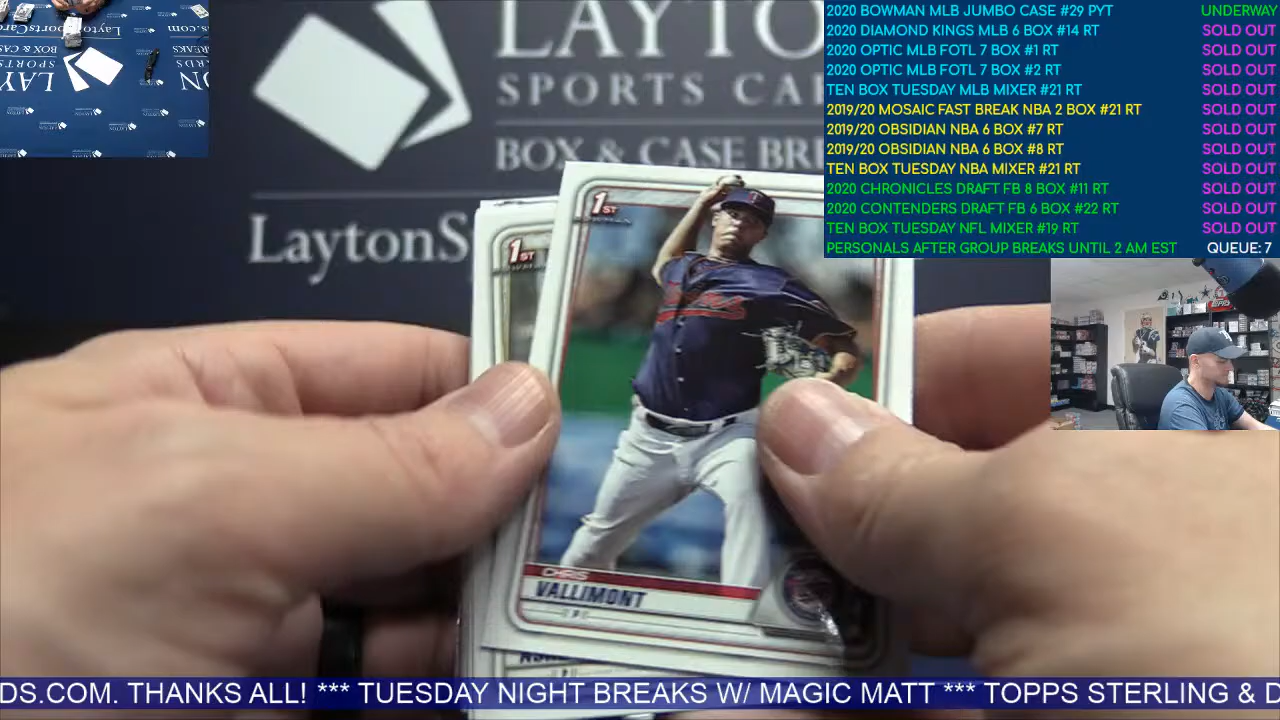 2020 BOWMAN MLB JUMBO CASE #29 PYT UNDERWAY
2020 DIAMOND KINGS MLB 6 BOX #14 RT SOLD OUT
2020 OPTIC MLB FOTL 7 BOX #1 RT SOLD OUT
2020 OPTIC MLB FOTL 7 BOX #2 RT SOLD OUT
TEN BOX TUESDAY MLB MIXER #21 RT SOLD OUT
2019/20 MOSAIC FAST BREAK NBA 2 BOX #21 RT SOLD OUT
2019/20 OBSIDIAN NBA 6 BOX #7 RT SOLD OUT
2019/20 OBSIDIAN NBA 6 BOX #8 RT SOLD OUT
TEN BOX TUESDAY NBA MIXER #21 RT SOLD OUT
2020 CHRONICLES DRAFT FB 8 BOX #11 RT SOLD OUT
2020 CONTENDERS DRAFT FB 6 BOX #22 RT SOLD OUT
TEN BOX TUESDAY NFL MIXER #19 RT SOLD OUT
PERSONALS AFTER GROUP BREAKS UNTIL 2 AM EST QUEUE: 7
LAYTO
SPORTS CA
BOX & CASE BRE
LaytonS
1ST
1ST
CHRIS
VALLIMONT
DS.COM. THANKS ALL! *** TUESDAY NIGHT BREAKS W/ MAGIC MATT *** TOPPS STERLING & D